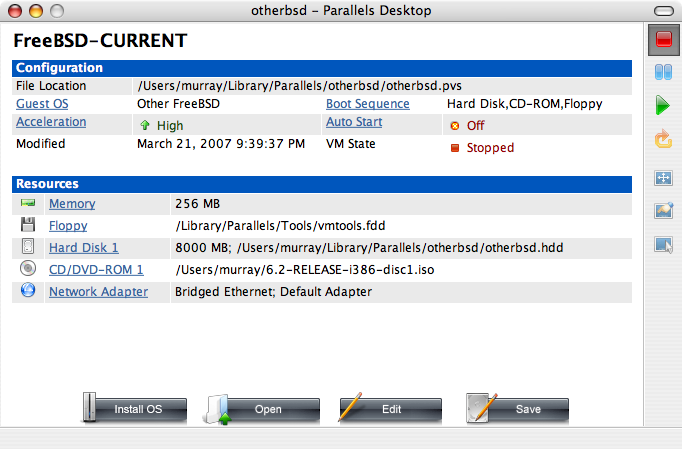 otherbsd – Parallels Desktop
FreeBSD-CURRENT
Configuration
File Location /Users/murray/Library/Parallels/otherbsd/otherbsd.pvs
Guest OS Other FreeBSD Boot Sequence Hard Disk,CD-ROM,Floppy
Acceleration High Auto Start Off
Modified March 21, 2007 9:39:37 PM VM State Stopped
Resources
Memory 256 MB
Floppy /Library/Parallels/Tools/vmtools.fdd
Hard Disk 1 8000 MB; /Users/murray/Library/Parallels/otherbsd/otherbsd.hdd
CD/DVD-ROM 1 /Users/murray/6.2-RELEASE-i386-disc1.iso
Network Adapter Bridged Ethernet; Default Adapter
Install OS Open Edit Save